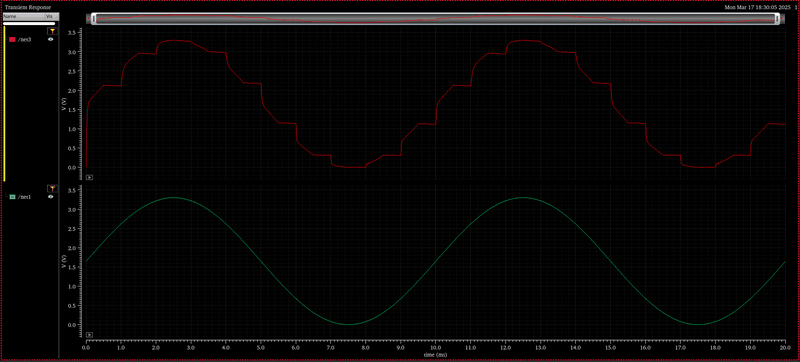 Transient Response
Mon Mar 17 18:30:05 2025 1
Name Vis
/net3
/net1
V (V)
3.5
3.0
2.5
2.0
1.5
1.0
0.5
0.0
V (V)
3.5
3.0
2.5
2.0
1.5
1.0
0.5
0.0
0.0 1.0 2.0 3.0 4.0 5.0 6.0 7.0 8.0 9.0 10.0 11.0 12.0 13.0 14.0 15.0 16.0 17.0 18.0 19.0 20.0
time (ms)